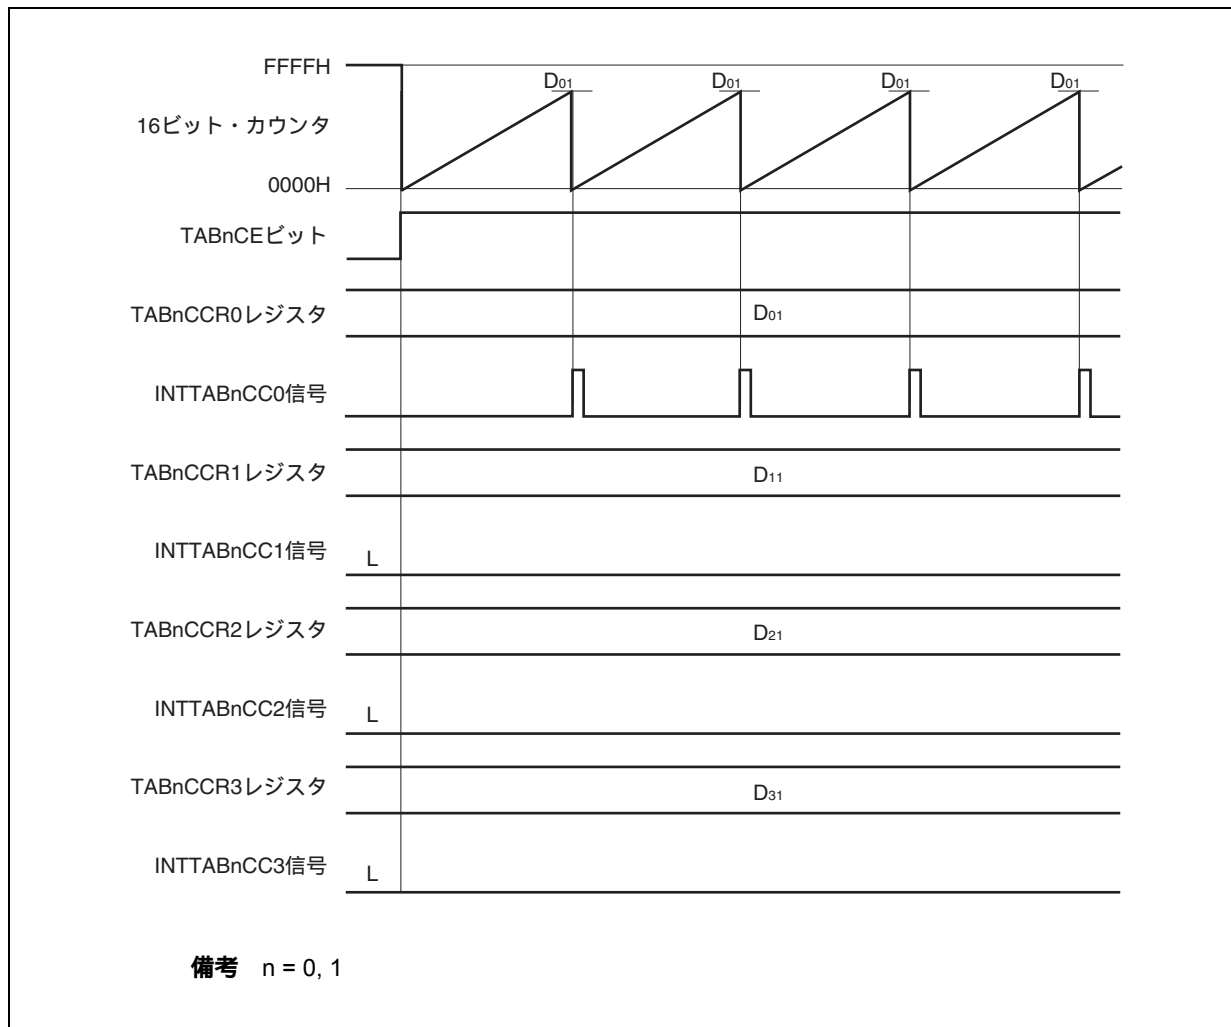 FFFFH
D01 D01 D01 D01
16ビット・カウンタ
0000H
TABnCEビット
TABnCCR0レジスタ D01
INTTABnCC0信号
TABnCCR1レジスタ D11
INTTABnCC1信号 L
TABnCCR2レジスタ D21
INTTABnCC2信号 L
TABnCCR3レジスタ D31
INTTABnCC3信号 L
備考 n = 0, 1